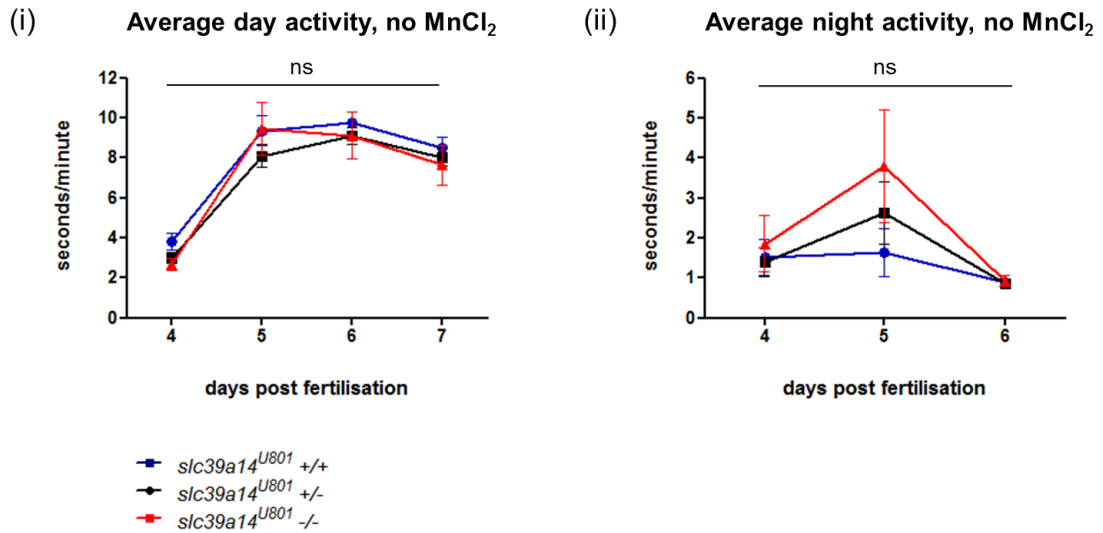 (i) Average day activity, no MnCl₂
ns
12
10
8
6
4
2
0
seconds/minute
4 5 6 7
days post fertilisation
(ii) Average night activity, no MnCl₂
ns
6
5
4
3
2
1
0
seconds/minute
4 5 6
days post fertilisation
slc39a14ᵁ⁸⁰¹ +/+
slc39a14ᵁ⁸⁰¹ +/-
slc39a14ᵁ⁸⁰¹ -/-